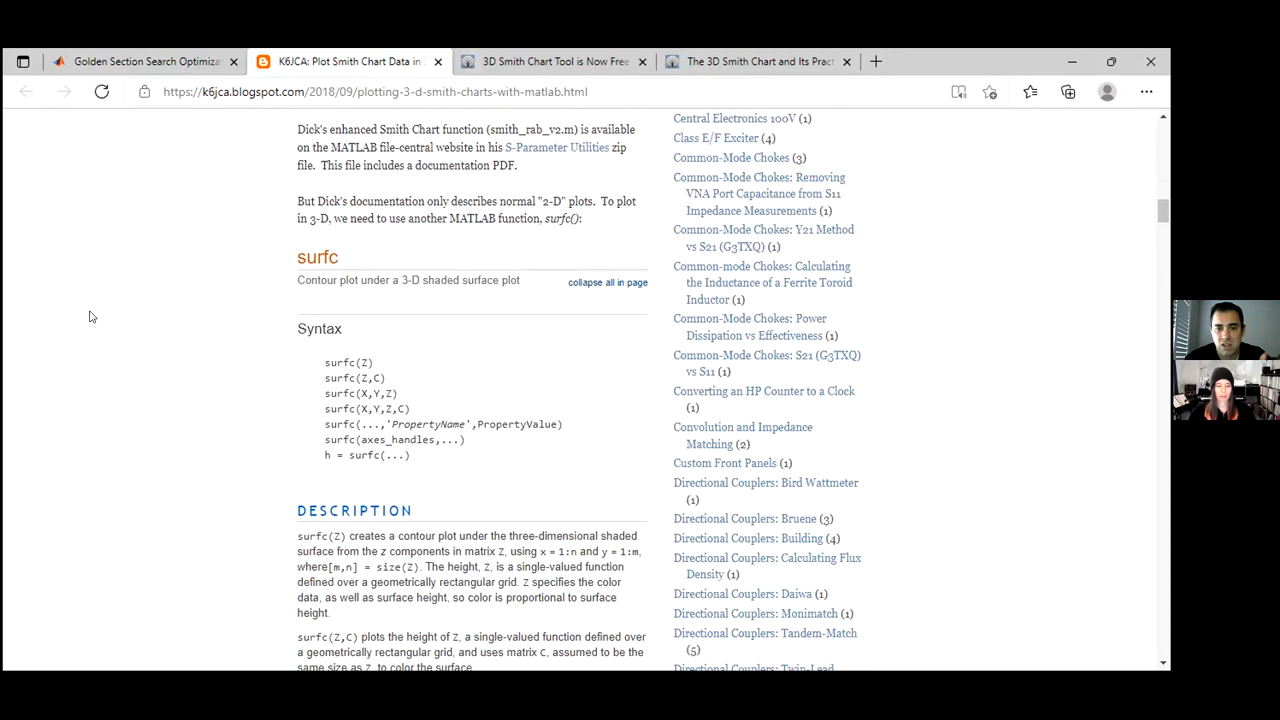 Golden Section Search Optimiza
K6JCA: Plot Smith Chart Data in
3D Smith Chart Tool is Now Free
The 3D Smith Chart and Its Pract
https://k6jca.blogspot.com/2018/09/plotting-3-d-smith-charts-with-matlab.html
Dick's enhanced Smith Chart function (smith_rab_v2.m) is available
on the MATLAB file-central website in his S-Parameter Utilities zip
file. This file includes a documentation PDF.
But Dick's documentation only describes normal "2-D" plots. To plot
in 3-D, we need to use another MATLAB function, surfc():
surfc
Contour plot under a 3-D shaded surface plot
collapse all in page
Syntax
surfc(Z)
surfc(Z,C)
surfc(X,Y,Z)
surfc(X,Y,Z,C)
surfc(...,'PropertyName',PropertyValue)
surfc(axes_handles,...)
h = surfc(...)
DESCRIPTION
surfc(Z) creates a contour plot under the three-dimensional shaded
surface from the z components in matrix Z, using x = 1:n and y = 1:m,
where[m,n] = size(Z). The height, Z, is a single-valued function
defined over a geometrically rectangular grid. Z specifies the color
data, as well as surface height, so color is proportional to surface
height.
surfc(Z,C) plots the height of Z, a single-valued function defined over
a geometrically rectangular grid, and uses matrix C, assumed to be the
same size as Z, to color the surface.
Central Electronics 100V (1)
Class E/F Exciter (4)
Common-Mode Chokes (3)
Common-Mode Chokes: Removing
VNA Port Capacitance from S11
Impedance Measurements (1)
Common-Mode Chokes: Y21 Method
vs S21 (G3TXQ) (1)
Common-mode Chokes: Calculating
the Inductance of a Ferrite Toroid
Inductor (1)
Common-Mode Chokes: Power
Dissipation vs Effectiveness (1)
Common-Mode Chokes: S21 (G3TXQ)
vs S11 (1)
Converting an HP Counter to a Clock
(1)
Convolution and Impedance
Matching (2)
Custom Front Panels (1)
Directional Couplers: Bird Wattmeter
(1)
Directional Couplers: Bruene (3)
Directional Couplers: Building (4)
Directional Couplers: Calculating Flux
Density (1)
Directional Couplers: Daiwa (1)
Directional Couplers: Monimatch (1)
Directional Couplers: Tandem-Match
(5)
Directional Couplers: Twin-Lead